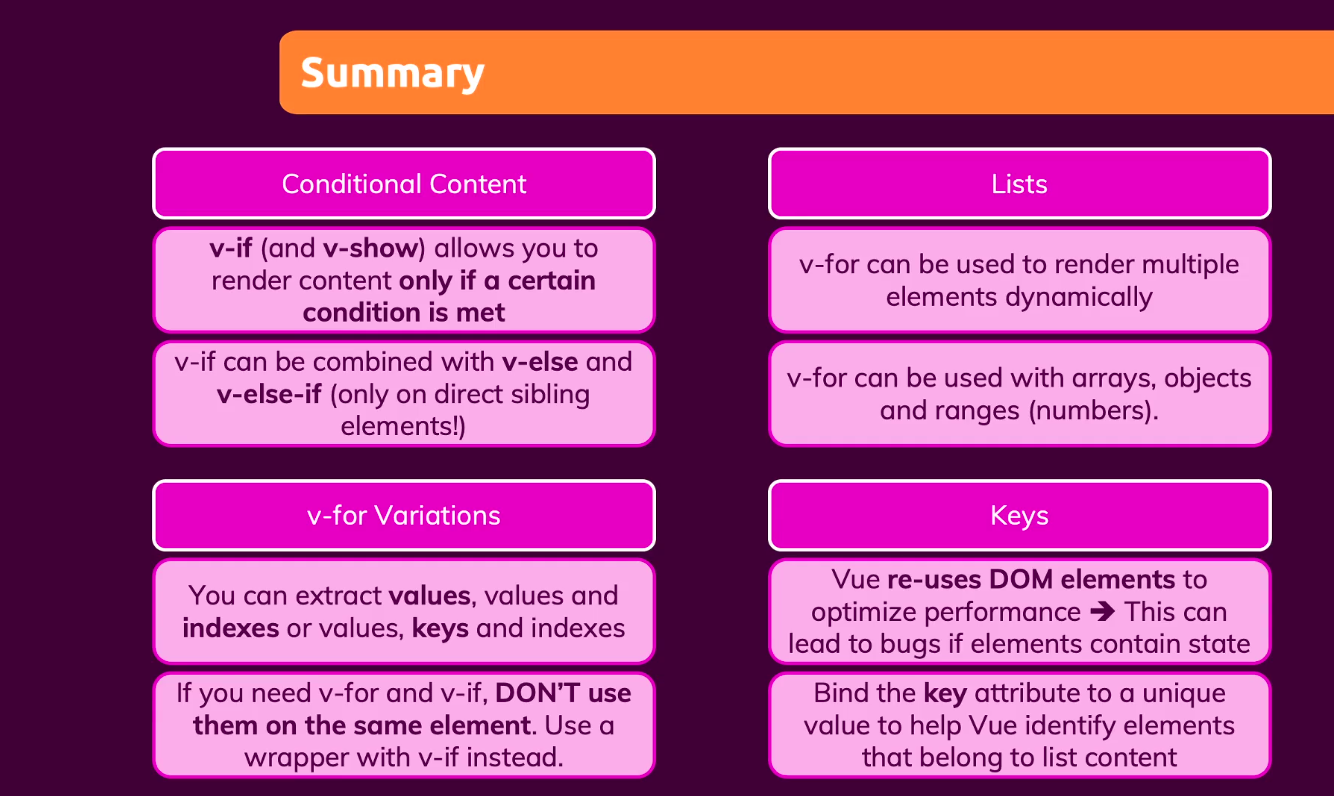 Summary
Conditional Content
v-if (and v-show) allows you to
render content only if a certain
condition is met
v-if can be combined with v-else and
v-else-if (only on direct sibling
elements!)
Lists
v-for can be used to render multiple
elements dynamically
v-for can be used with arrays, objects
and ranges (numbers).
v-for Variations
You can extract values, values and
indexes or values, keys and indexes
If you need v-for and v-if, DON’T use
them on the same element. Use a
wrapper with v-if instead.
Keys
Vue re-uses DOM elements to
optimize performance ➔ This can
lead to bugs if elements contain state
Bind the key attribute to a unique
value to help Vue identify elements
that belong to list content